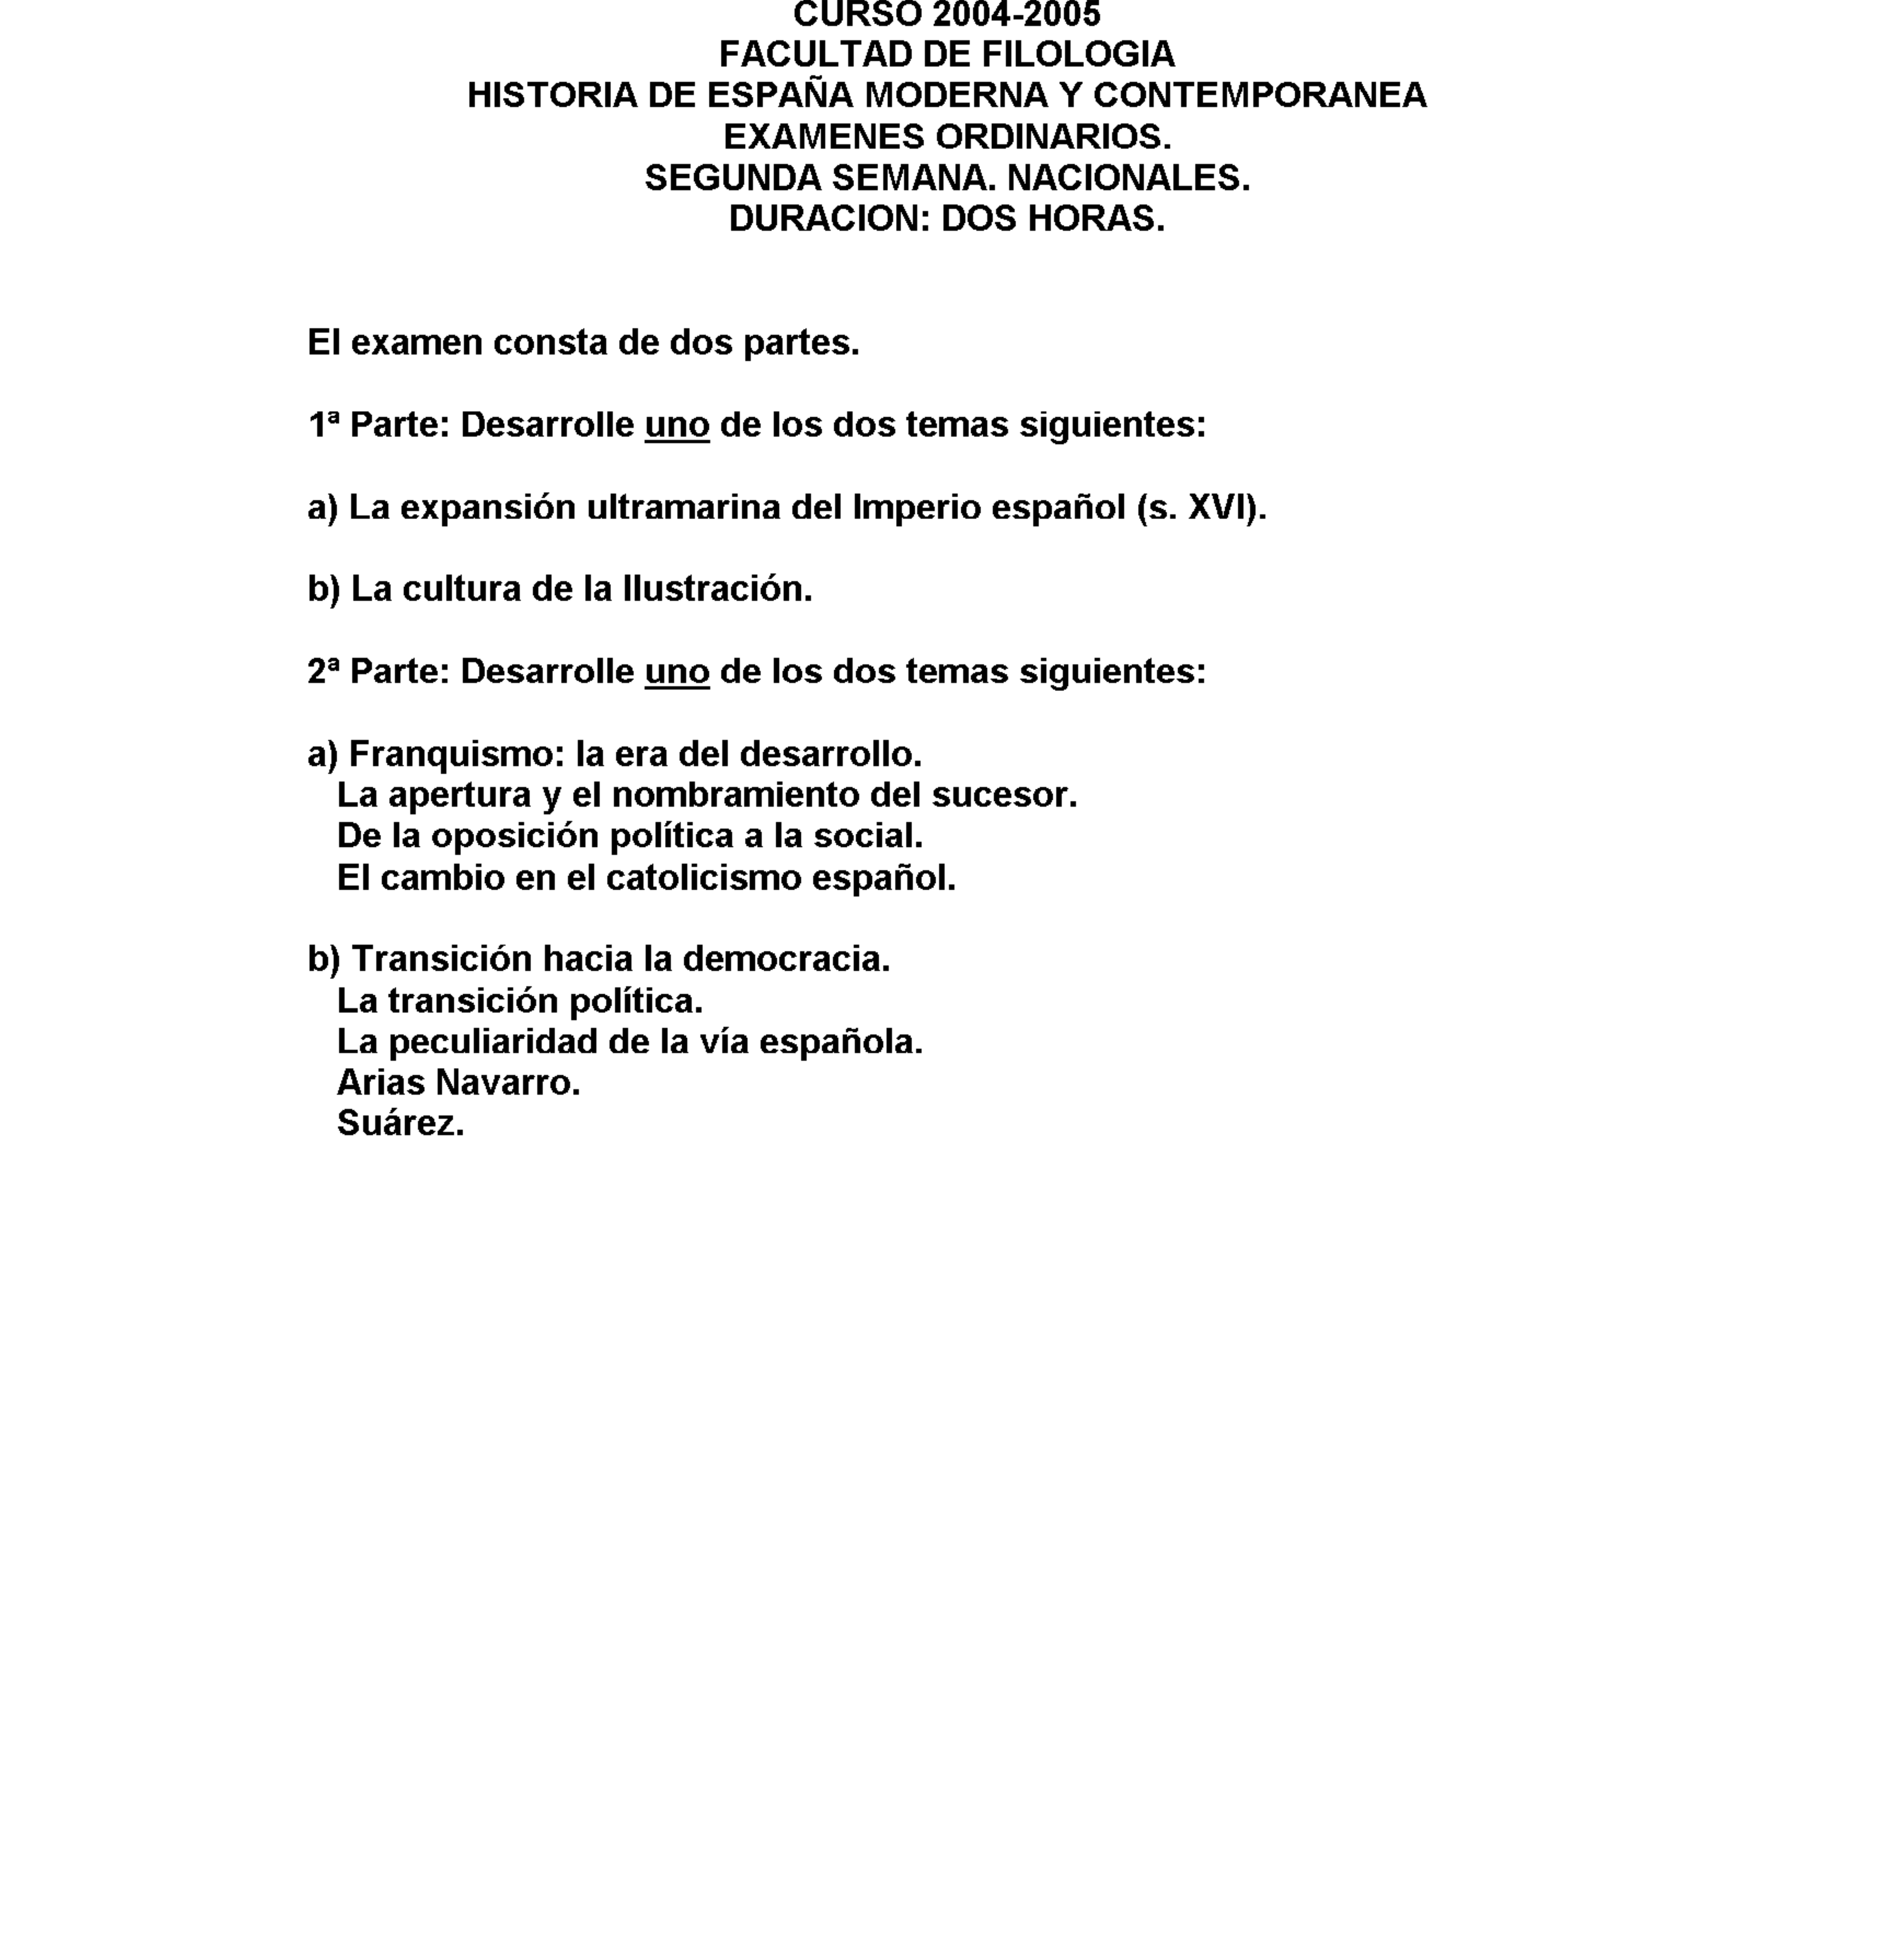 CURSO 2004-2005
FACULTAD DE FILOLOGIA
HISTORIA DE ESPAÑA MODERNA Y CONTEMPORANEA
EXAMENES ORDINARIOS.
SEGUNDA SEMANA. NACIONALES.
DURACION: DOS HORAS.
El examen consta de dos partes.
1ª Parte: Desarrolle uno de los dos temas siguientes:
a) La expansión ultramarina del Imperio español (s. XVI).
b) La cultura de la Ilustración.
2ª Parte: Desarrolle uno de los dos temas siguientes:
a) Franquismo: la era del desarrollo.
La apertura y el nombramiento del sucesor.
De la oposición política a la social.
El cambio en el catolicismo español.
b) Transición hacia la democracia.
La transición política.
La peculiaridad de la vía española.
Arias Navarro.
Suárez.